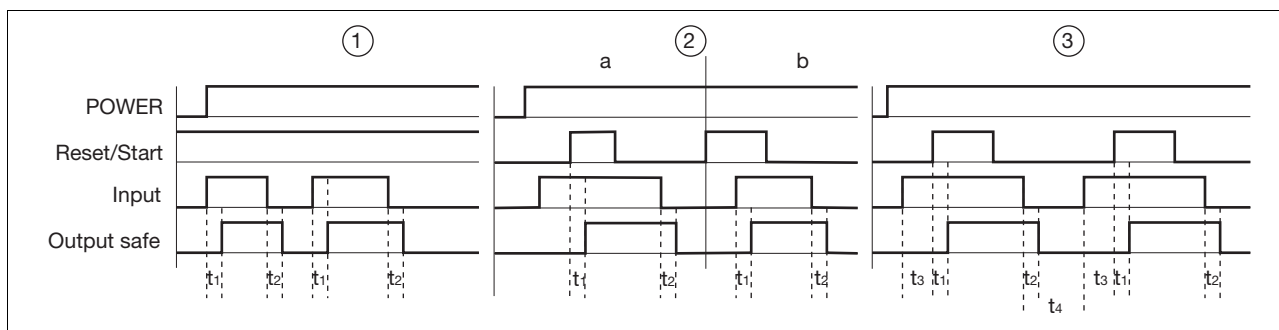 ① ② ③
a b
POWER
Reset/Start
Input
Output safe
t1 t2 t1 t2 t1 t2 t1 t2 t3 t1 t2 t3 t1 t2
t4